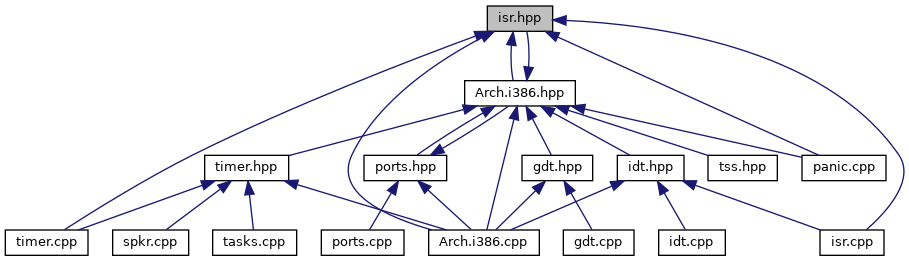 isr.hpp
Arch.i386.hpp
timer.hpp
ports.hpp
gdt.hpp
idt.hpp
tss.hpp
panic.cpp
timer.cpp
spkr.cpp
tasks.cpp
ports.cpp
Arch.i386.cpp
gdt.cpp
idt.cpp
isr.cpp